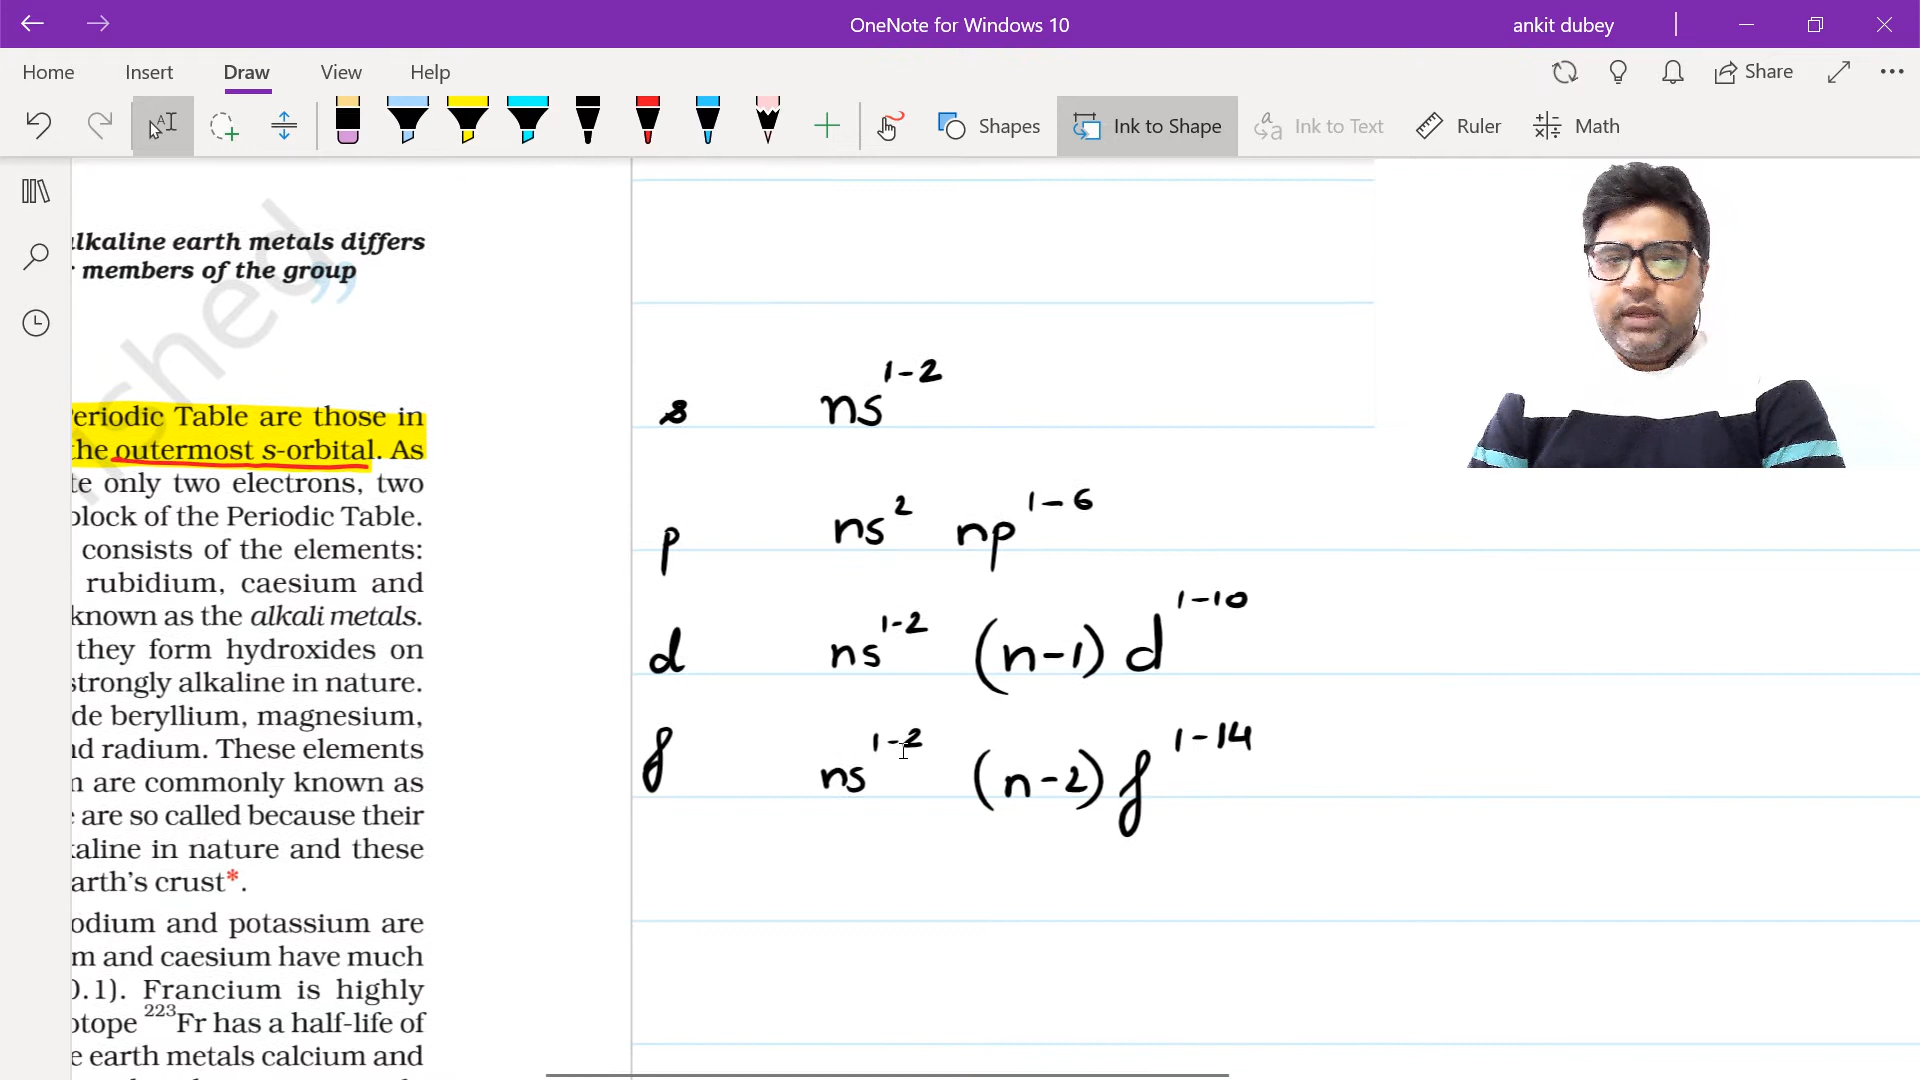 OneNote for Windows 10
ankit dubey
Home Insert Draw View Help
Share
Shapes Ink to Shape Ink to Text Ruler Math
lkaline earth metals differs
members of the group
ished
eriodic Table are those in
the outermost s-orbital. As
te only two electrons, two
block of the Periodic Table.
consists of the elements:
rubidium, caesium and
known as the alkali metals.
they form hydroxides on
strongly alkaline in nature.
de beryllium, magnesium,
nd radium. These elements
are commonly known as
are so called because their
kaline in nature and these
arth's crust*.
odium and potassium are
m and caesium have much
0.1). Francium is highly
otope ²²³Fr has a half-life of
e earth metals calcium and
s ns¹⁻²
p ns² np¹⁻⁶
d ns¹⁻² (n-1) d¹⁻¹⁰
f ns¹⁻² (n-2) f¹⁻¹⁴